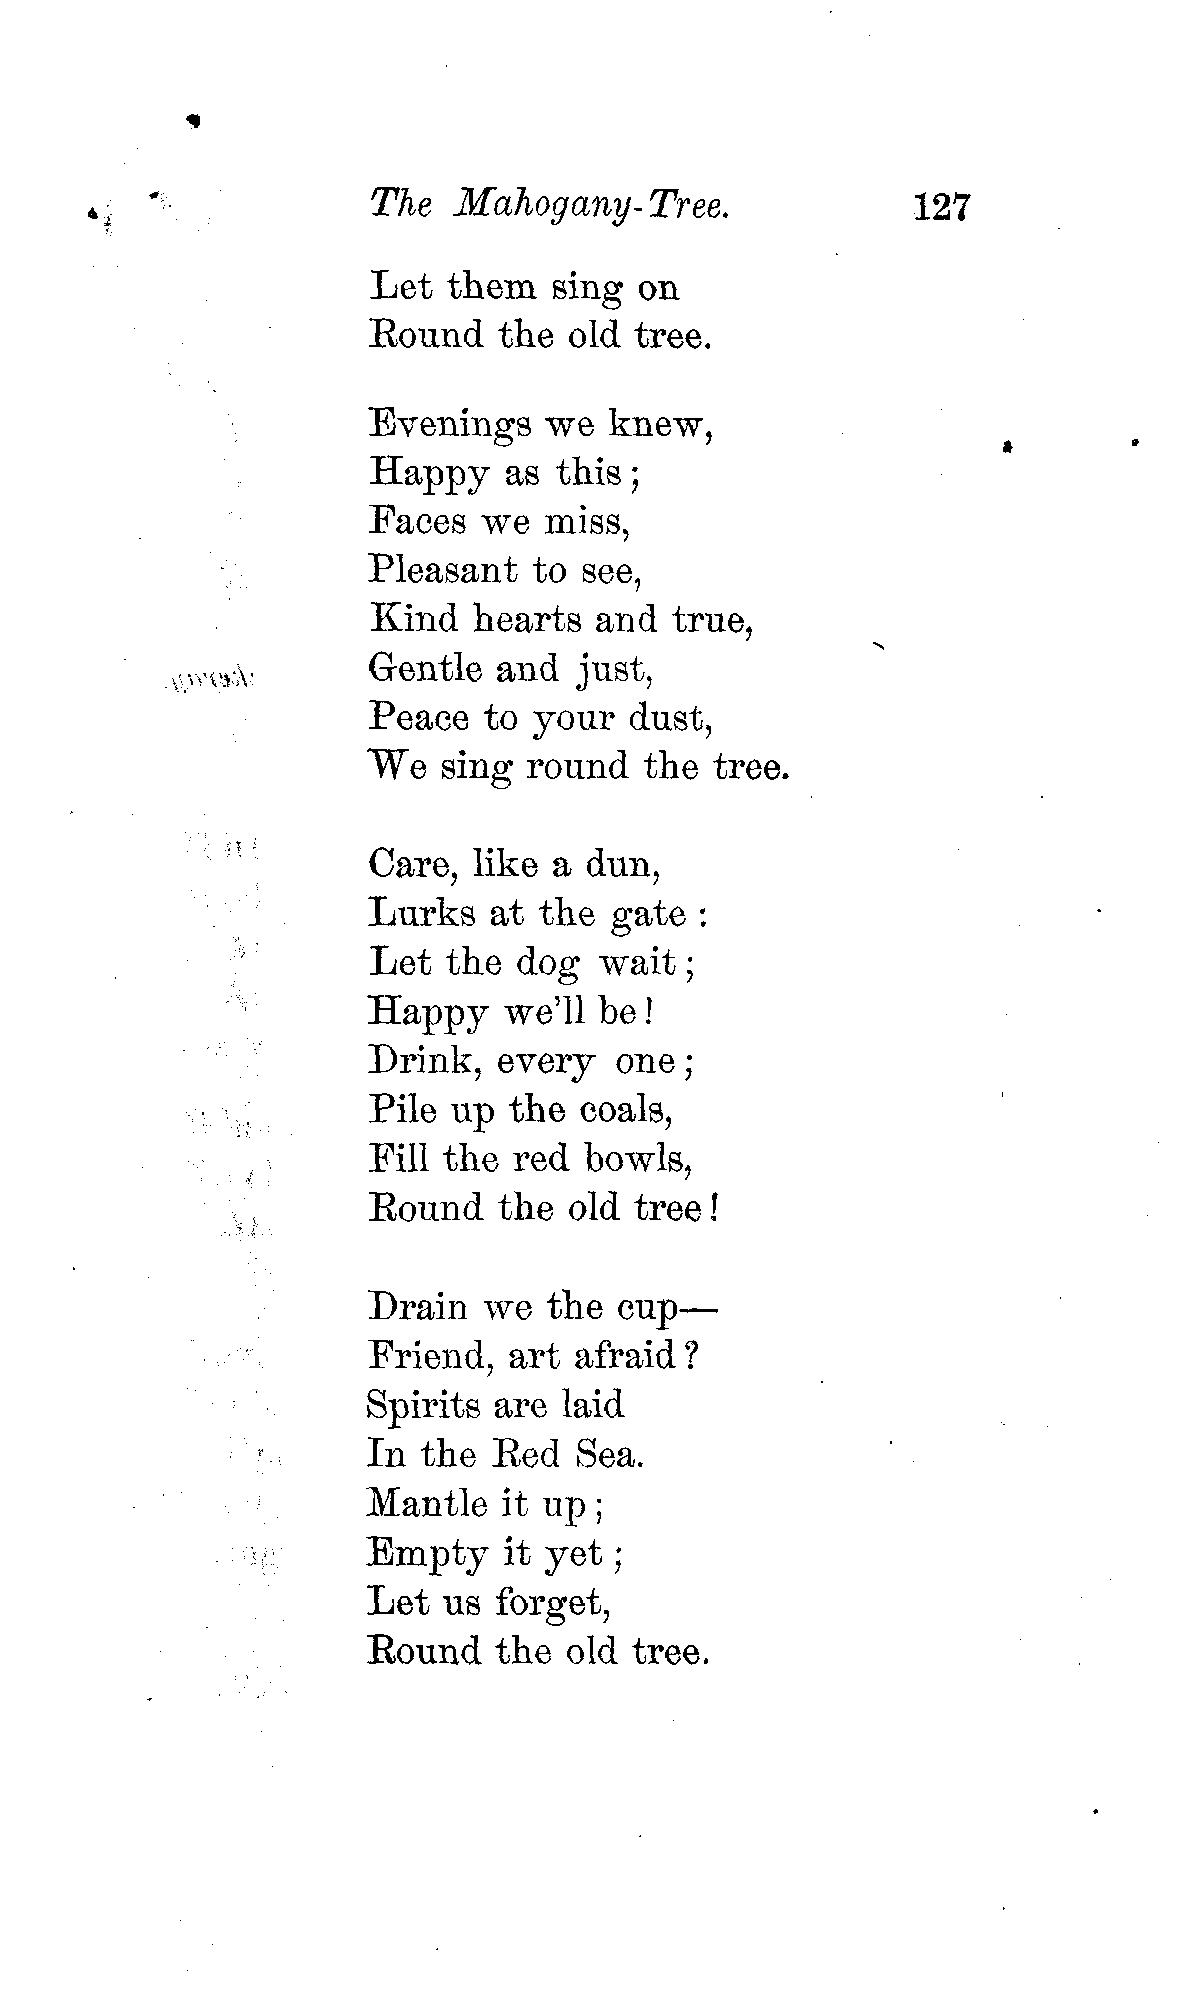 The Mahogany-Tree. 127
Let them sing on
Round the old tree.
Evenings we knew,
Happy as this;
Faces we miss,
Pleasant to see,
Kind hearts and true,
Gentle and just,
Peace to your dust,
We sing round the tree.
Care, like a dun,
Lurks at the gate:
Let the dog wait;
Happy we'll be!
Drink, every one;
Pile up the coals,
Fill the red bowls,
Round the old tree!
Drain we the cup—
Friend, art afraid?
Spirits are laid
In the Red Sea.
Mantle it up;
Empty it yet;
Let us forget,
Round the old tree.